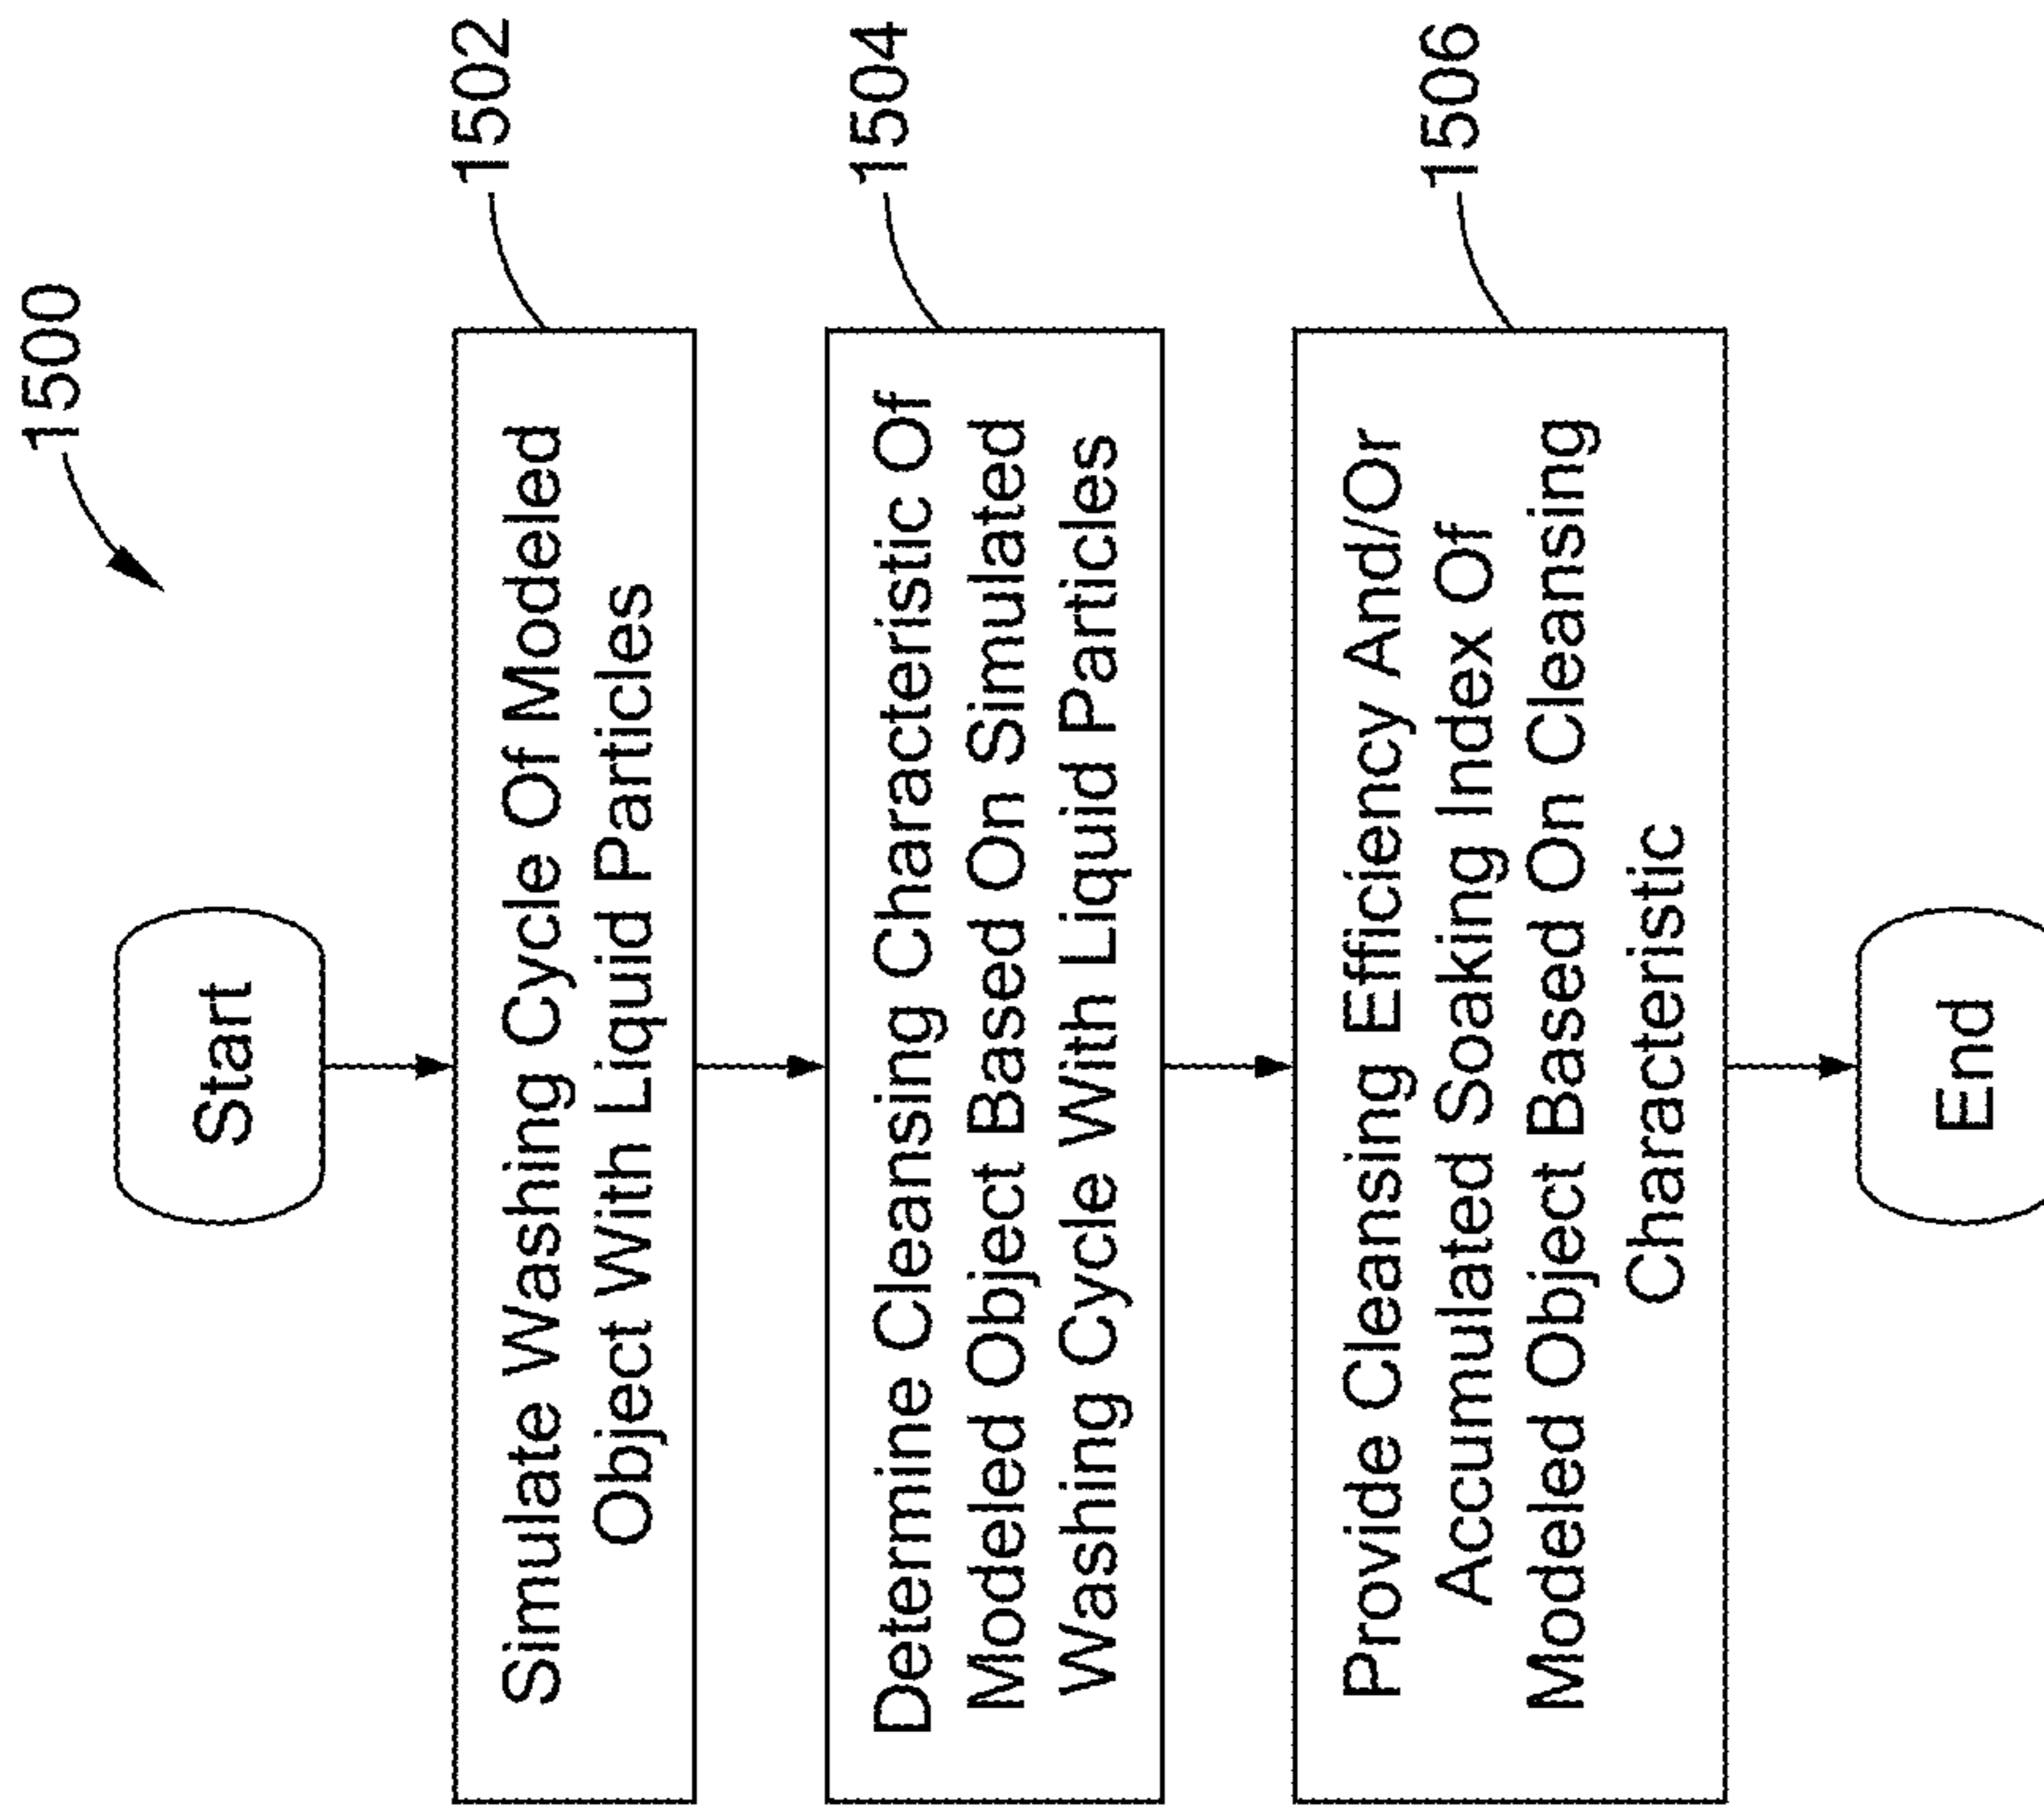 1500
Start
Simulate Washing Cycle Of Modeled
Object With Liquid Particles
1502
Determine Cleansing Characteristic Of
Modeled Object Based On Simulated
Washing Cycle With Liquid Particles
1504
Provide Cleansing Efficiency And/Or
Accumulated Soaking Index Of
Modeled Object Based On Cleansing
Characteristic
1506
End